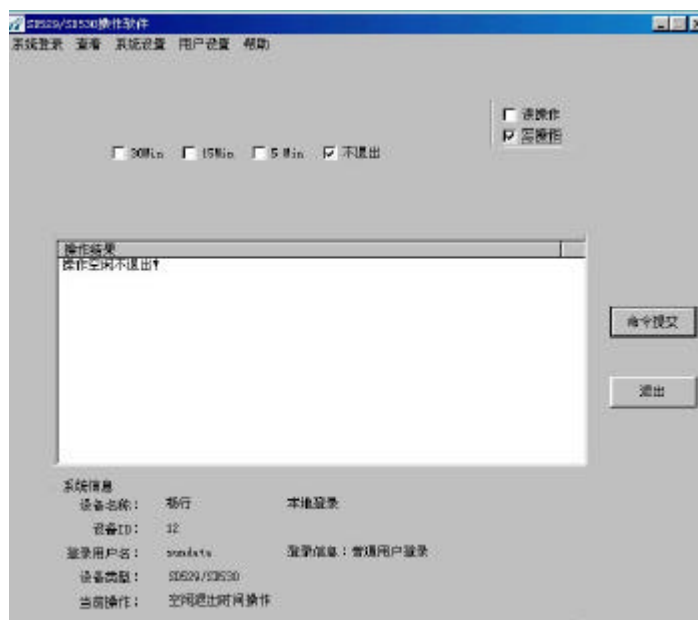 SD529/SD530操作软件
系统登录 查看 系统设置 用户设置 帮助
读操作
写操作
30Min 15Min 5 Min 不退出
操作结果
操作空闲不退出!
命令提交
退出
系统信息
设备名称： 杨行 本地登录
设备ID： 12
登录用户名： sundata 登录信息：普通用户登录
设备类型： SD529/SD530
当前操作： 空闲退出时间操作